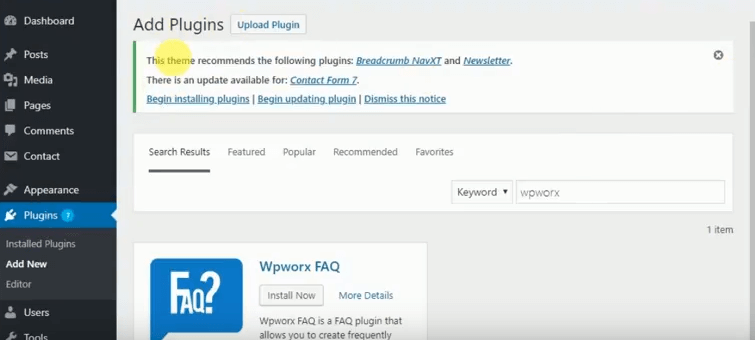 Dashboard
Posts
Media
Pages
Comments
Contact
Appearance
Plugins 7
Installed Plugins
Add New
Editor
Users
Tools
Add Plugins Upload Plugin
This theme recommends the following plugins: Breadcrumb NavXT and Newsletter.
There is an update available for: Contact Form 7.
Begin installing plugins | Begin updating plugin | Dismiss this notice
Search Results Featured Popular Recommended Favorites
Keyword wpworx
1 item
FAQ?
Wpworx FAQ
Install Now More Details
Wpworx FAQ is a FAQ plugin that
allows you to create frequently